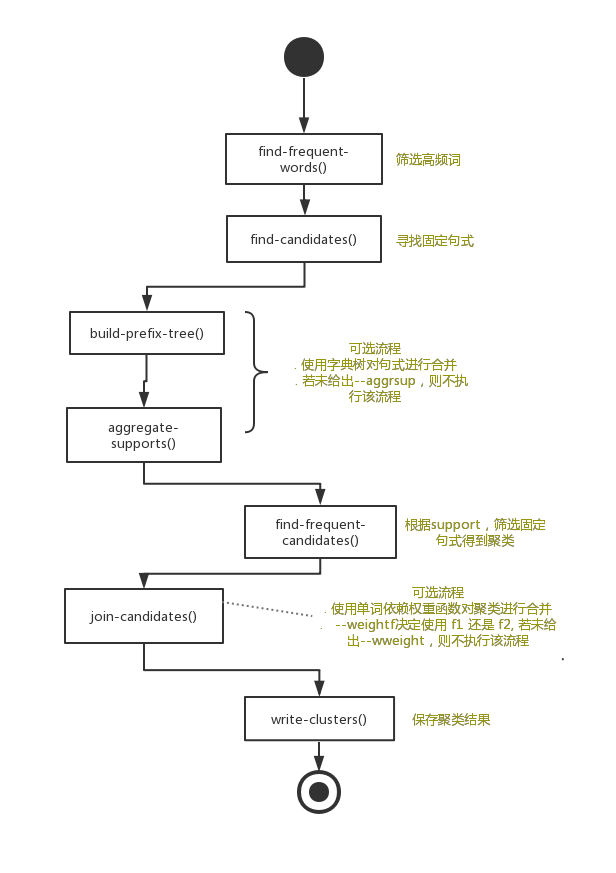 find-frequent-
words()
筛选高频词
find-candidates()
寻找固定句式
build-prefix-tree()
可选流程
. 使用字典树对句式进行合并
. 若未给出--aggrsup，则不执
行该流程
aggregate-
supports()
find-frequent-
candidates()
根据support，筛选固定
句式得到聚类
join-candidates()
可选流程
. 使用单词依赖权重函数对聚类进行合并
. --weightf决定使用 f1 还是 f2, 若未给
出--wweight，则不执行该流程
.
write-clusters()
保存聚类结果